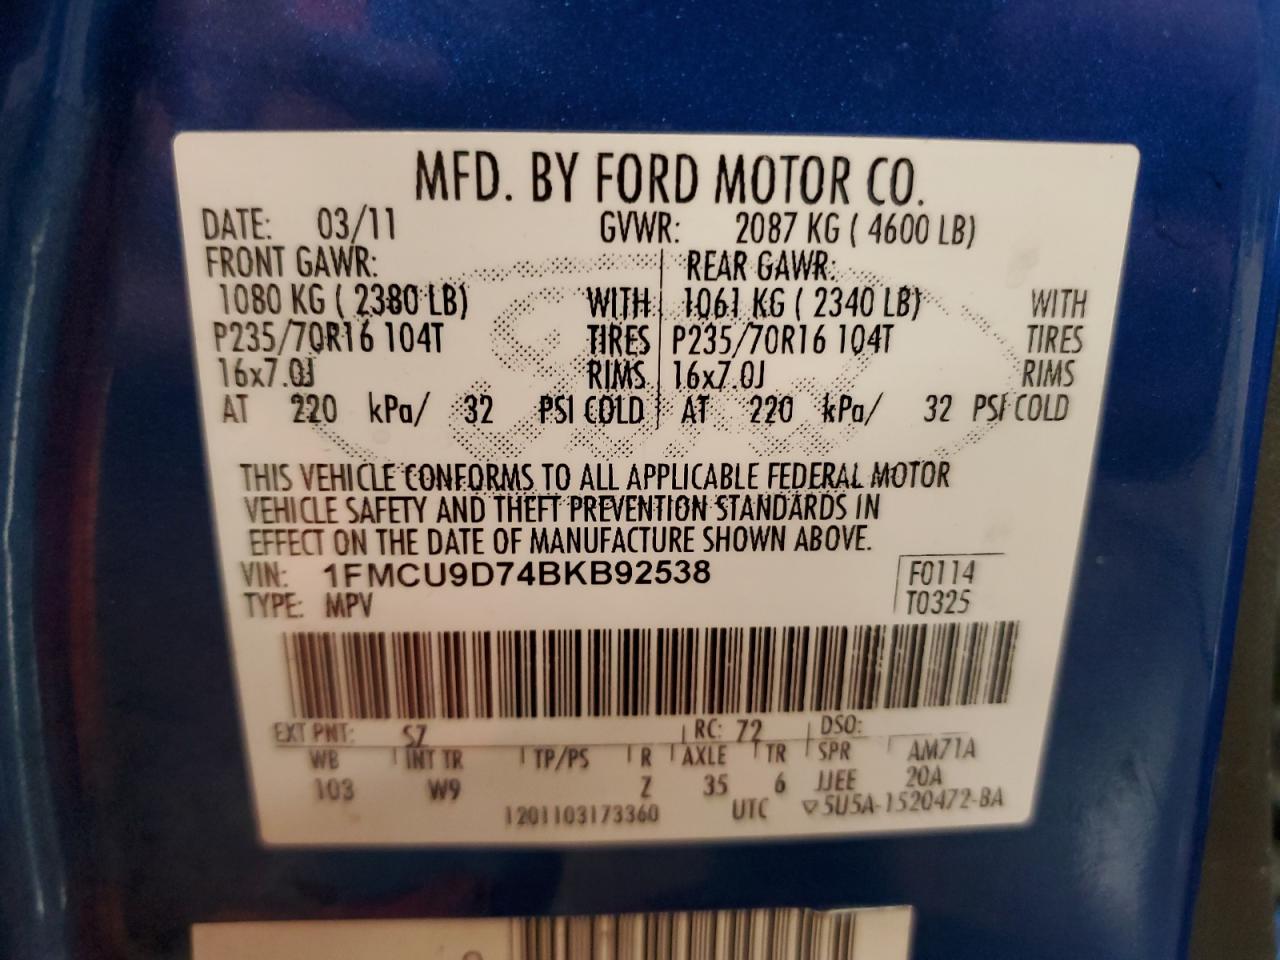 MFD. BY FORD MOTOR CO.
DATE: 03/11 GVWR: 2087 KG ( 4600 LB)
FRONT GAWR: REAR GAWR:
1080 KG ( 2380 LB) WITH 1061 KG ( 2340 LB) WITH
P235/70R16 104T TIRES P235/70R16 104T TIRES
16x7.0J RIMS 16x7.0J RIMS
AT 220 kPa/ 32 PSI COLD AT 220 kPa/ 32 PSI COLD
THIS VEHICLE CONFORMS TO ALL APPLICABLE FEDERAL MOTOR
VEHICLE SAFETY AND THEFT PREVENTION STANDARDS IN
EFFECT ON THE DATE OF MANUFACTURE SHOWN ABOVE.
VIN: 1FMCU9D74BKB92538 F0114
TYPE: MPV T0325
EXT PNT: SZ RC: 72 DSO:
WB INT TR TP/PS R AXLE TR SPR AM71A
103 W9 Z 35 6 JJEE 20A
1201103173360 UTC ▽5U5A-1520472-BA